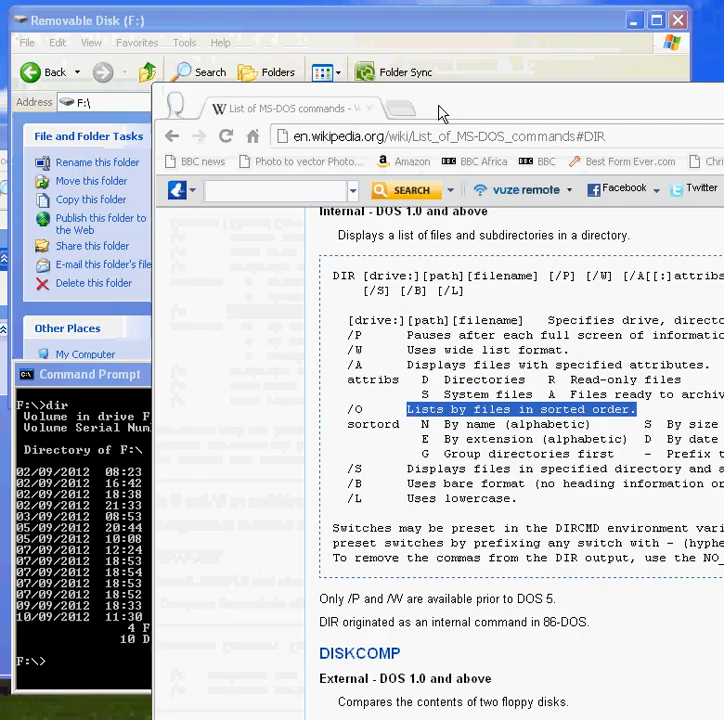 Removable Disk (F:)
File Edit View Favorites Tools Help
Back Search Folders Folder Sync
Address F:\
File and Folder Tasks
Rename this folder
Move this folder
Copy this folder
Publish this folder to
the Web
Share this folder
E-mail this folder's file
Delete this folder
Other Places
My Computer
Command Prompt
F:\>dir
Volume in drive F
Volume Serial Num
Directory of F:\
02/09/2012 08:23
02/09/2012 16:42
02/09/2012 18:38
02/09/2012 21:33
03/09/2012 08:53
05/09/2012 20:44
05/09/2012 10:08
07/09/2012 12:24
07/09/2012 18:53
07/09/2012 18:54
07/09/2012 18:53
07/09/2012 18:52
09/09/2012 18:33
10/09/2012 11:30
4 F
10 D
F:\>
List of MS-DOS commands -
en.wikipedia.org/wiki/List_of_MS-DOS_commands#DIR
BBC news Photo to vector Photo... Amazon BBC Africa BBC Best Form Ever.com Chr
SEARCH vuze remote Facebook Twitter
Internal - DOS 1.0 and above
Displays a list of files and subdirectories in a directory.
DIR [drive:][path][filename] [/P] [/W] [/A[[:]attribs
[/S] [/B] [/L]
[drive:][path][filename] Specifies drive, directo
/P Pauses after each full screen of informatio
/W Uses wide list format.
/A Displays files with specified attributes.
attribs D Directories R Read-only files
S System files A Files ready to archiv
/O Lists by files in sorted order.
sortord N By name (alphabetic) S By size
E By extension (alphabetic) D By date
G Group directories first - Prefix t
/S Displays files in specified directory and a
/B Uses bare format (no heading information or
/L Uses lowercase.
Switches may be preset in the DIRCMD environment vari
preset switches by prefixing any switch with - (hyphe
To remove the commas from the DIR output, use the NO_
Only /P and /W are available prior to DOS 5.
DIR originated as an internal command in 86-DOS.
DISKCOMP
External - DOS 1.0 and above
Compares the contents of two floppy disks.